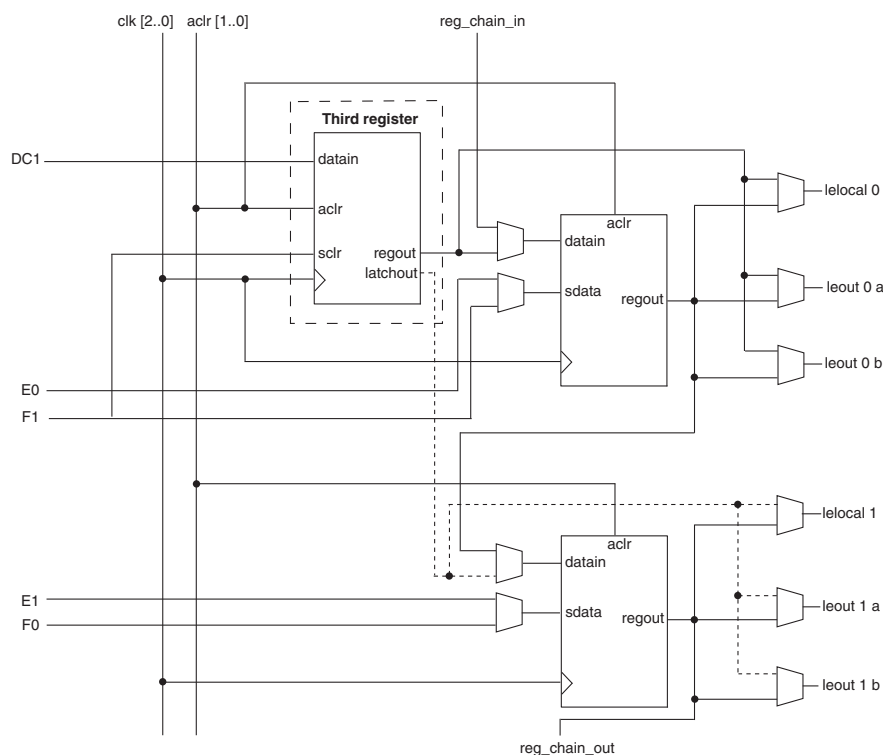 clk [2..0] aclr [1..0] reg_chain_in
Third register
DC1
datain
aclr
sclr
regout
latchout
aclr
datain
sdata
regout
lelocal 0
leout 0 a
leout 0 b
E0
F1
aclr
datain
sdata
regout
lelocal 1
leout 1 a
leout 1 b
E1
F0
reg_chain_out